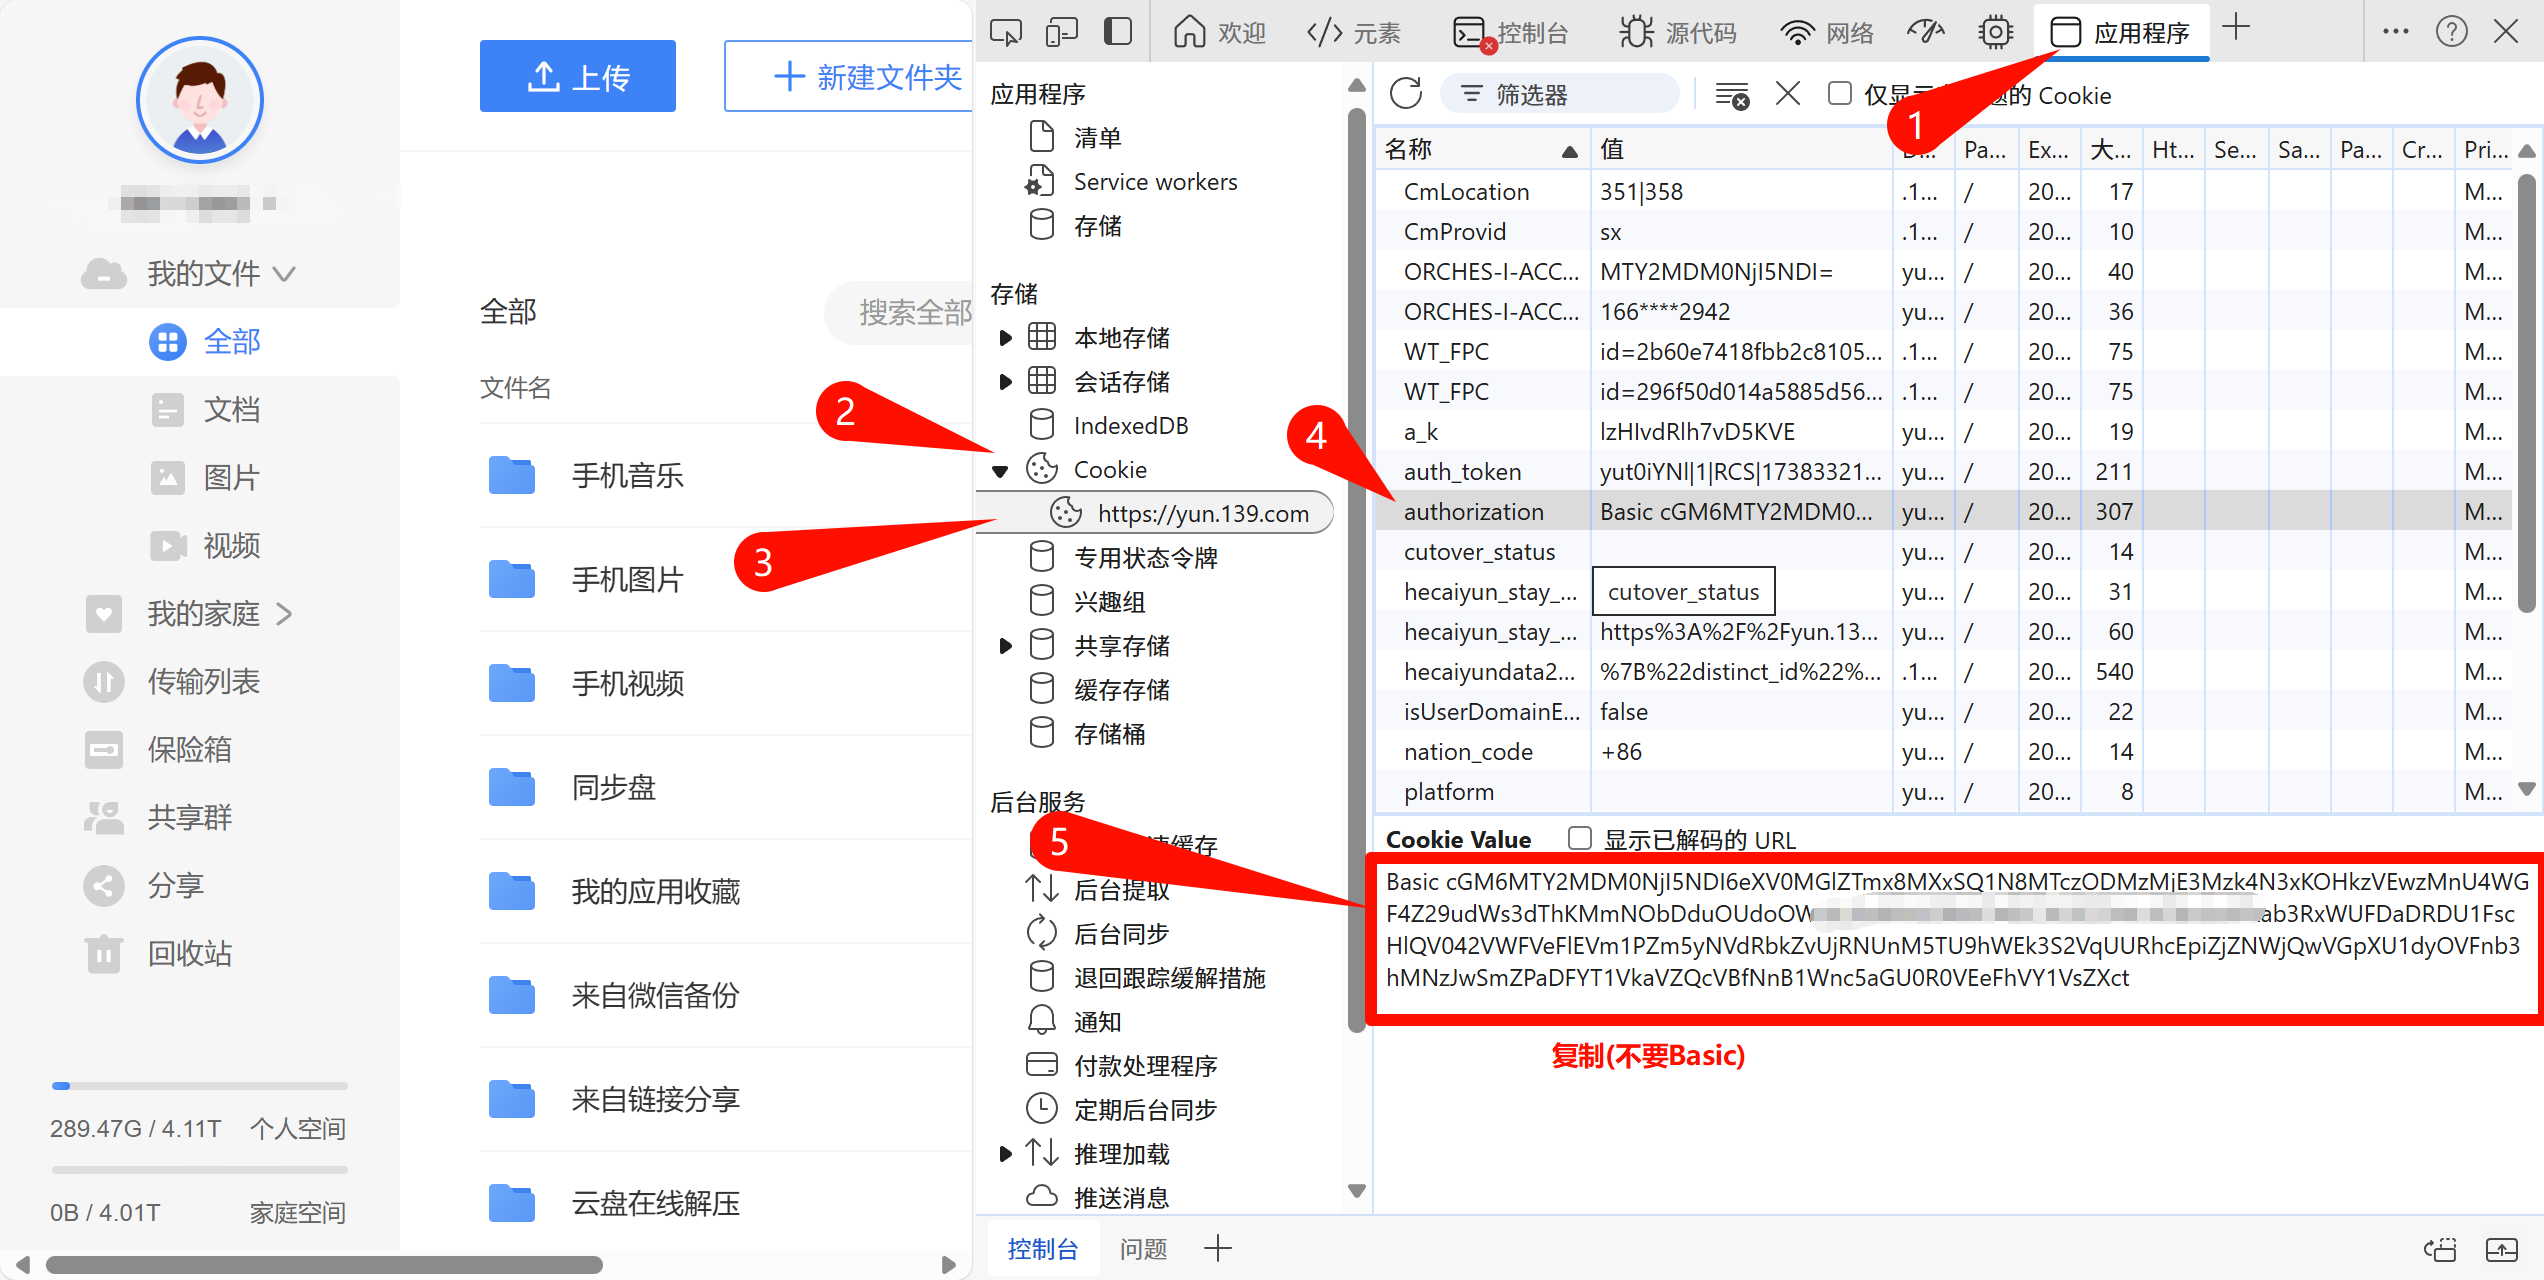 上传
新建文件夹
我的文件
全部
文档
图片
视频
我的家庭
传输列表
保险箱
共享群
分享
回收站
289.47G / 4.11T 个人空间
0B / 4.01T 家庭空间
全部
搜索全部
文件名
手机音乐
手机图片
手机视频
同步盘
我的应用收藏
来自微信备份
来自链接分享
云盘在线解压
欢迎 元素 控制台 源代码 网络 应用程序
应用程序
清单
Service workers
存储
存储
本地存储
会话存储
IndexedDB
Cookie
https://yun.139.com
专用状态令牌
兴趣组
共享存储
缓存存储
存储桶
后台服务
缓存
后台提取
后台同步
退回跟踪缓解措施
通知
付款处理程序
定期后台同步
推理加载
推送消息
1
2
3
4
5
筛选器
仅显示 的 Cookie
名称 值 Pa... Ex... 大... Ht... Se... Sa... Pa... Cr... Pri...
CmLocation 351|358 .1... / 20... 17 M...
CmProvid sx .1... / 20... 10 M...
ORCHES-I-ACC... MTY2MDM0NjI5NDI= yu... / 20... 40 M...
ORCHES-I-ACC... 166****2942 yu... / 20... 36 M...
WT_FPC id=2b60e7418fbb2c8105... .1... / 20... 75 M...
WT_FPC id=296f50d014a5885d56... .1... / 20... 75 M...
a_k lzHIvdRlh7vD5KVE yu... / 20... 19 M...
auth_token yut0iYNl||1|RCS|17383321... yu... / 20... 211 M...
authorization Basic cGM6MTY2MDM0... yu... / 20... 307 M...
cutover_status yu... / 20... 14 M...
hecaiyun_stay_... cutover_status yu... / 20... 31 M...
hecaiyun_stay_... https%3A%2F%2Fyun.13... yu... / 20... 60 M...
hecaiyundata2... %7B%22distinct_id%22%... .1... / 20... 540 M...
isUserDomainE... false yu... / 20... 22 M...
nation_code +86 yu... / 20... 14 M...
platform yu... / 20... 8 M...
Cookie Value 显示已解码的 URL
Basic cGM6MTY2MDM0NjI5NDI6eXV0MGlZTmx8MXxSQ1N8MTczODMzMjE3Mzk4N3xKOHkzVEwzMnU4WG
F4Z29udWs3dThKMmNObDduOUdoOW ab3RxWUFDaDRDU1Fsc
HlQV042VWFVeFlEVm1PZm5yNVdRbkZvUjRNUnM5TU9hWEk3S2VqUURhcEpiZjZNWjQwVGpXU1dyOVFnb3
hMNzJwSmZPaDFYT1VkaVZQcVBfNnB1Wnc5aGU0R0VEeFhVY1VsZXct
复制(不要Basic)
控制台 问题